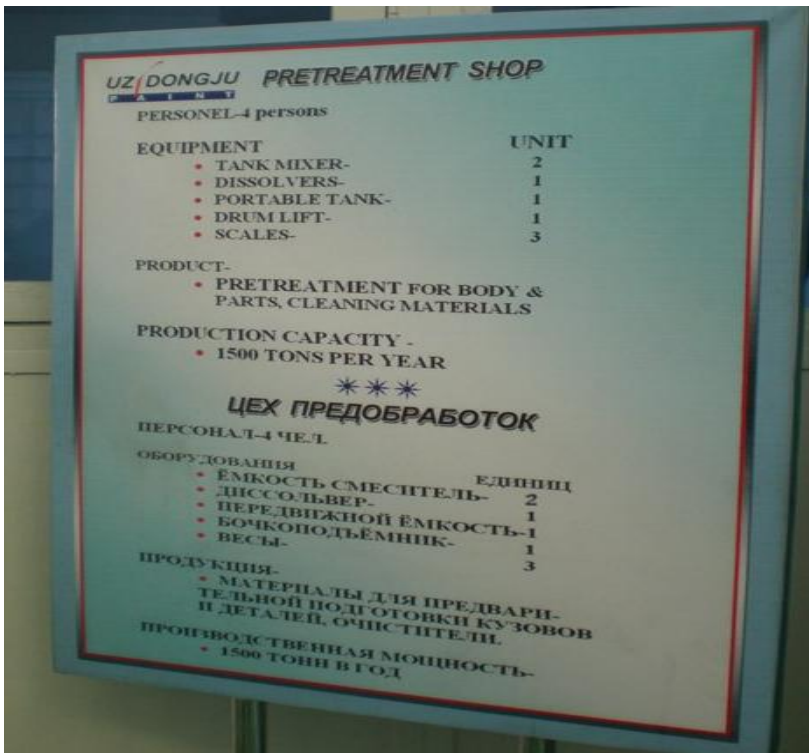 UZ DONGJU PRETREATMENT SHOP
PAINT
PERSONEL-4 persons
EQUIPMENT UNIT
• TANK MIXER- 2
• DISSOLVERS- 1
• PORTABLE TANK- 1
• DRUM LIFT- 1
• SCALES- 3
PRODUCT-
• PRETREATMENT FOR BODY &
PARTS, CLEANING MATERIALS
PRODUCTION CAPACITY -
• 1500 TONS PER YEAR
ЦЕХ ПРЕДОБРАБОТОК
ПЕРСОНАЛ-4 ЧЕЛ.
ОБОРУДОВАНИЯ ЕДИНИЦ
• ЁМКОСТЬ СМЕСИТЕЛЬ- 2
• ДИССОЛЬВЕР- 1
• ПЕРЕДВИЖНОЙ ЁМКОСТЬ-1
• БОЧКОПОДЪЁМНИК- 1
• ВЕСЫ- 3
ПРОДУКЦИЯ-
• МАТЕРИАЛЫ ДЛЯ ПРЕДВАРИ-
ТЕЛЬНОЙ ПОДГОТОВКИ КУЗОВОВ
И ДЕТАЛЕЙ, ОЧИСТИТЕЛИ.
ПРОИЗВОДСТВЕННАЯ МОЩНОСТЬ-
• 1500 ТОНН В ГОД